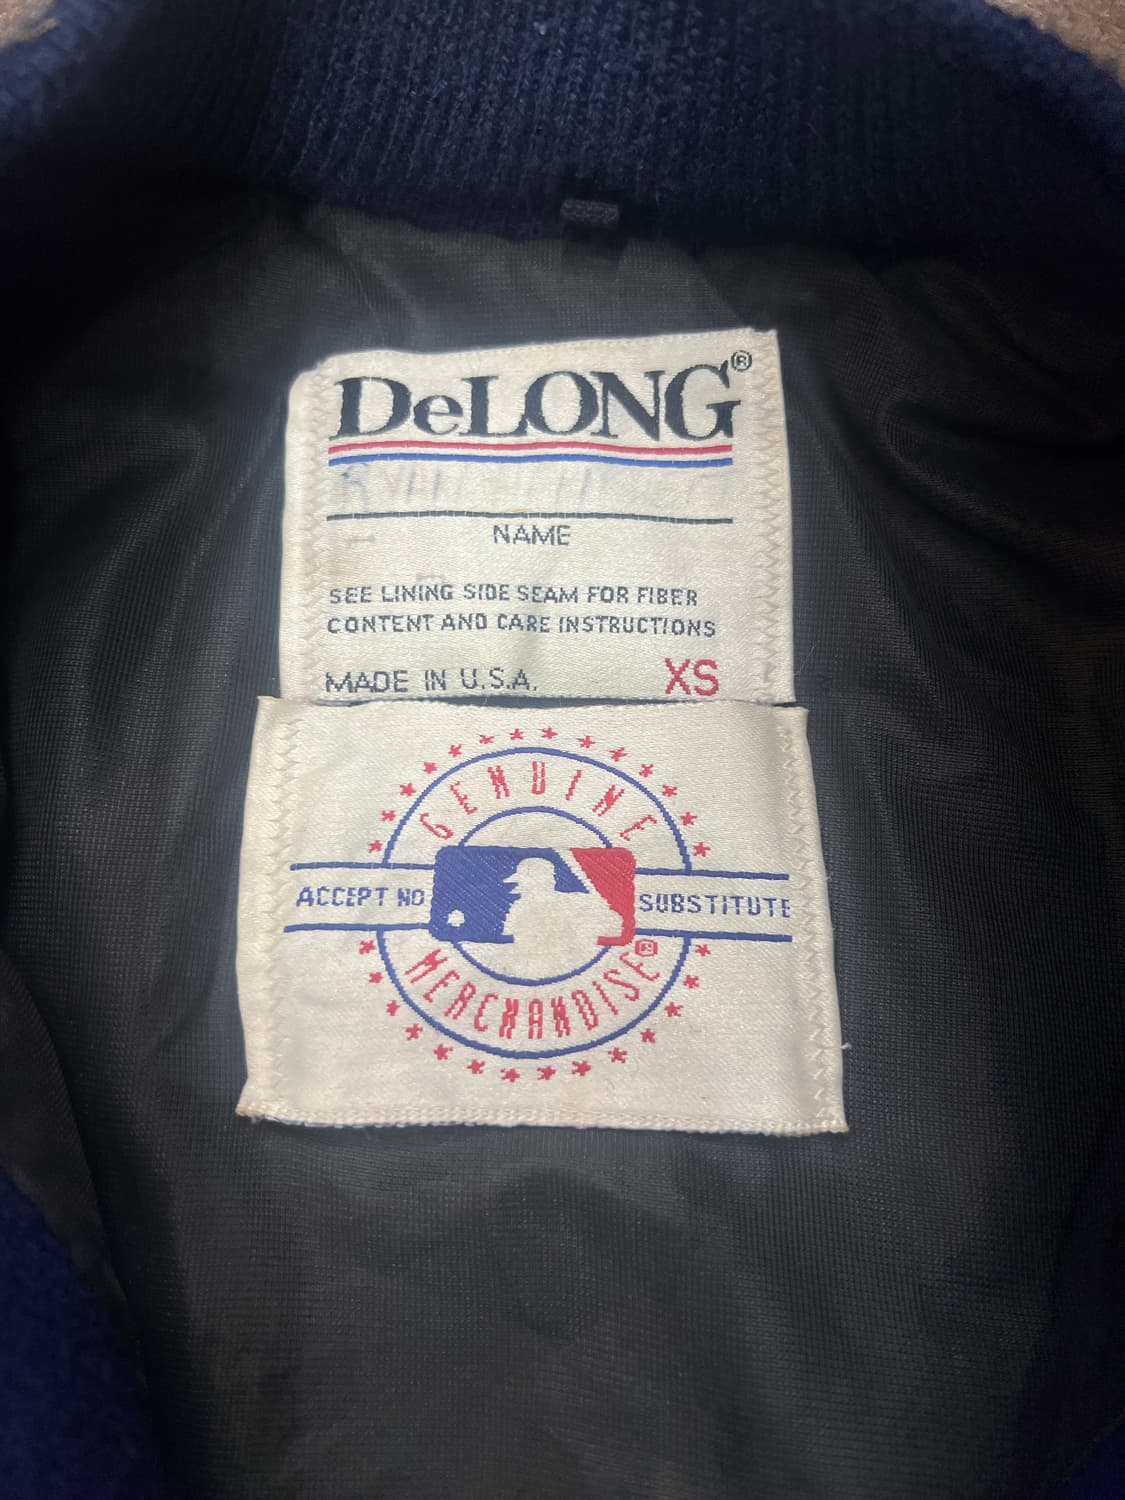 DeLONG®
NAME
SEE LINING SIDE SEAM FOR FIBER
CONTENT AND CARE INSTRUCTIONS
MADE IN U.S.A. XS
GENUINE
ACCEPT NO SUBSTITUTE
MERCHANDISE®